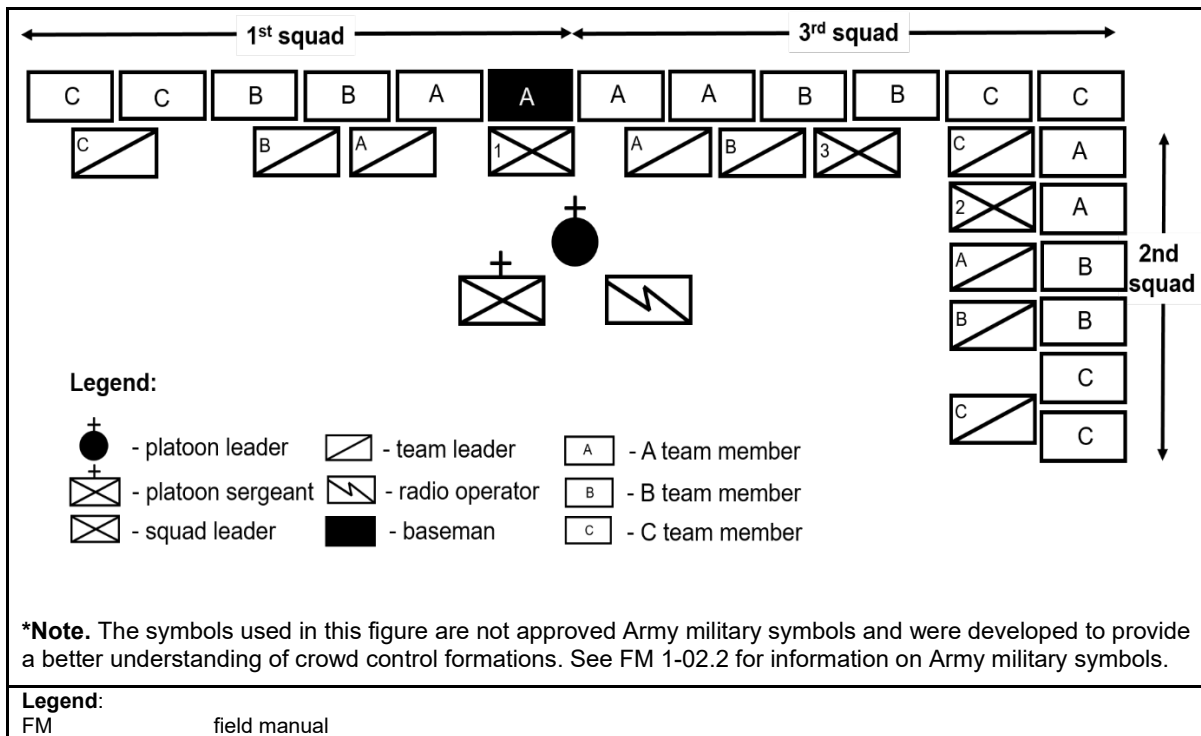 1st squad 3rd squad
C C B B A A A A B B C C
C B A 1 A B 3 C A
2 A
A B
2nd squad
B B
C
C C
Legend:
- platoon leader - team leader A - A team member
- platoon sergeant - radio operator B - B team member
- squad leader - baseman C - C team member
*Note. The symbols used in this figure are not approved Army military symbols and were developed to provide
a better understanding of crowd control formations. See FM 1-02.2 for information on Army military symbols.
Legend:
FM field manual